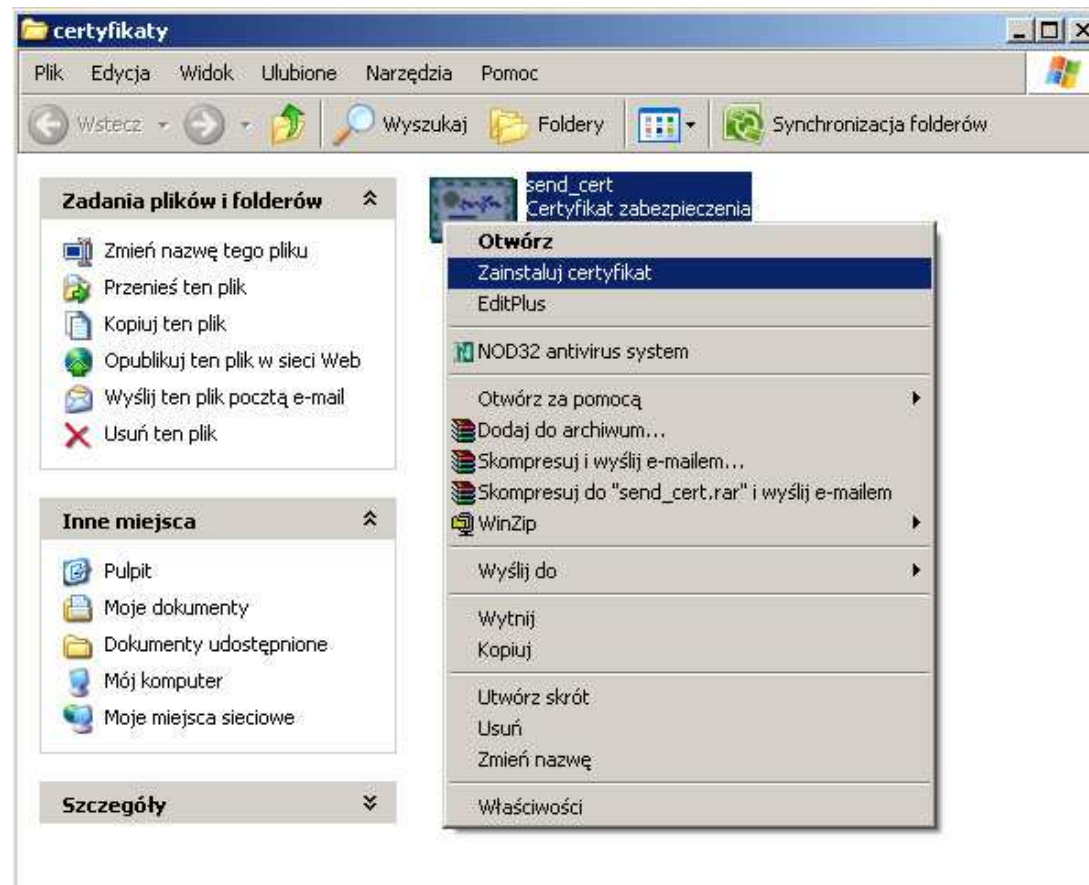 certyfikaty
Plik Edycja Widok Ulubione Narzędzia Pomoc
Wstecz Wyszukaj Foldery Synchronizacja folderów
Zadania plików i folderów
Zmień nazwę tego pliku
Przenieś ten plik
Kopiuj ten plik
Opublikuj ten plik w sieci Web
Wyślij ten plik pocztą e-mail
Usuń ten plik
Inne miejsca
Pulpit
Moje dokumenty
Dokumenty udostępnione
Mój komputer
Moje miejsca sieciowe
Szczegóły
send_cert
Certyfikat zabezpieczenia
Otwórz
Zainstaluj certyfikat
EditPlus
NOD32 antivirus system
Otwórz za pomocą
Dodaj do archiwum...
Skompresuj i wyślij e-mailem...
Skompresuj do "send_cert.rar" i wyślij e-mailem
WinZip
Wyślij do
Wytnij
Kopiuj
Utwórz skrót
Usuń
Zmień nazwę
Właściwości